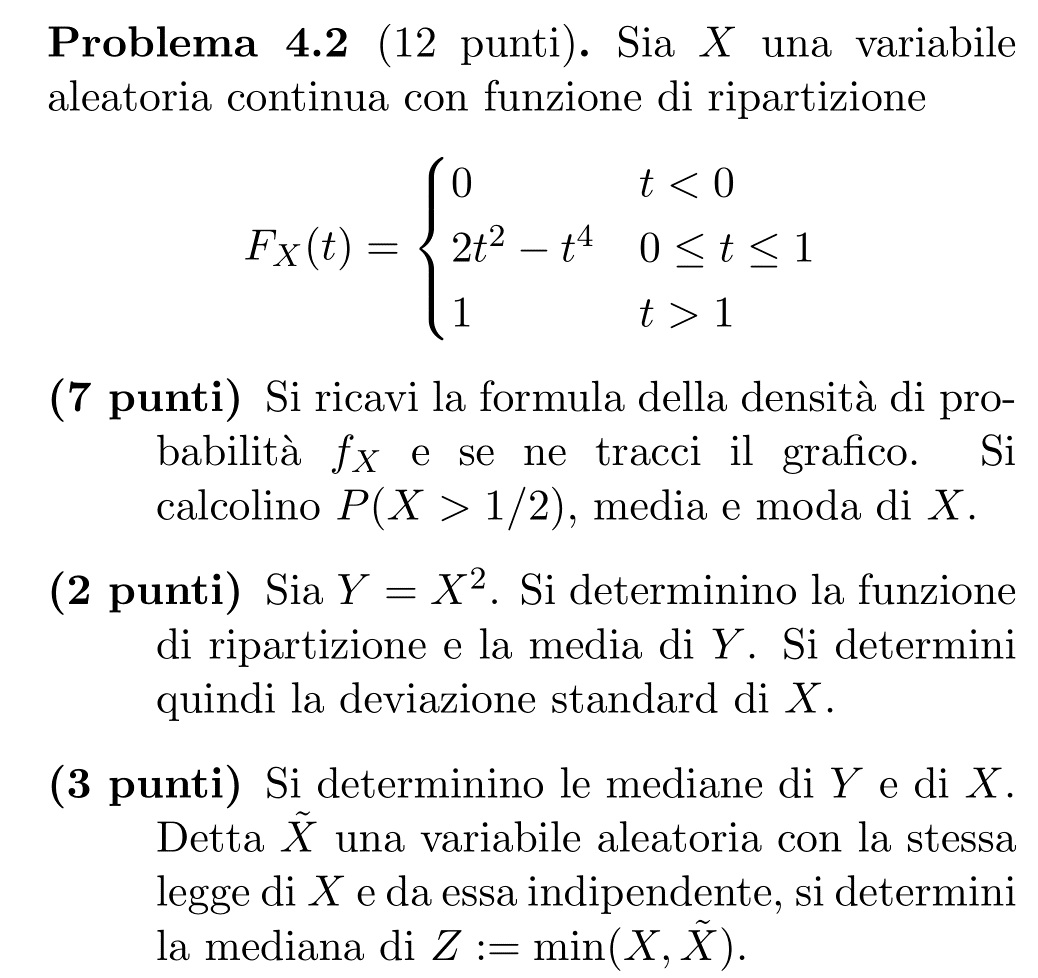 Problema 4.2 (12 punti). Sia X una variabile
aleatoria continua con funzione di ripartizione
F_X(t) = { 0 t < 0
2t² − t⁴ 0 ≤ t ≤ 1
1 t > 1
(7 punti) Si ricavi la formula della densità di pro-
babilità f_X e se ne tracci il grafico. Si
calcolino P(X > 1/2), media e moda di X.
(2 punti) Sia Y = X². Si determinino la funzione
di ripartizione e la media di Y. Si determini
quindi la deviazione standard di X.
(3 punti) Si determinino le mediane di Y e di X.
Detta X̃ una variabile aleatoria con la stessa
legge di X e da essa indipendente, si determini
la mediana di Z := min(X, X̃).